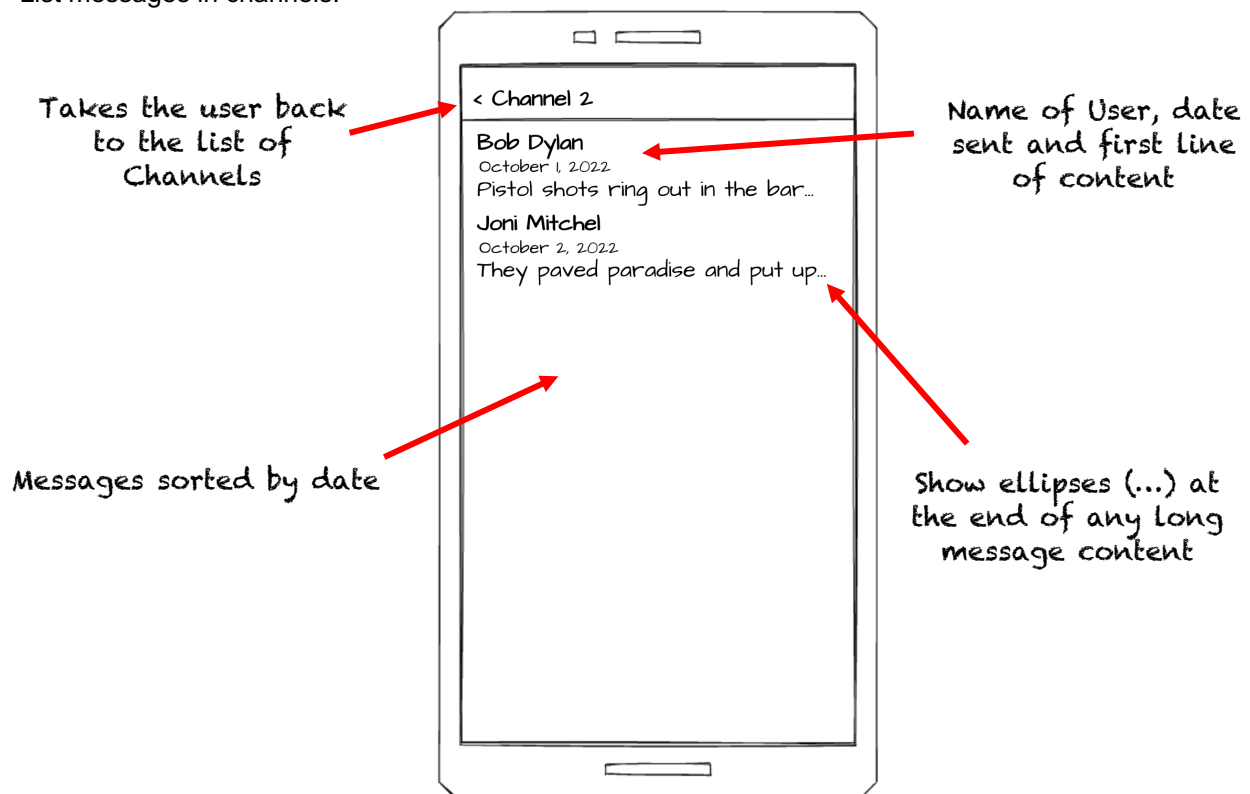 List messages in channels.
Takes the user back
to the list of
Channels
< Channel 2
Bob Dylan
October 1, 2022
Pistol shots ring out in the bar...
Joni Mitchel
October 2, 2022
They paved paradise and put up...
Name of User, date
sent and first line
of content
Messages sorted by date
Show ellipses (...) at
the end of any long
message content